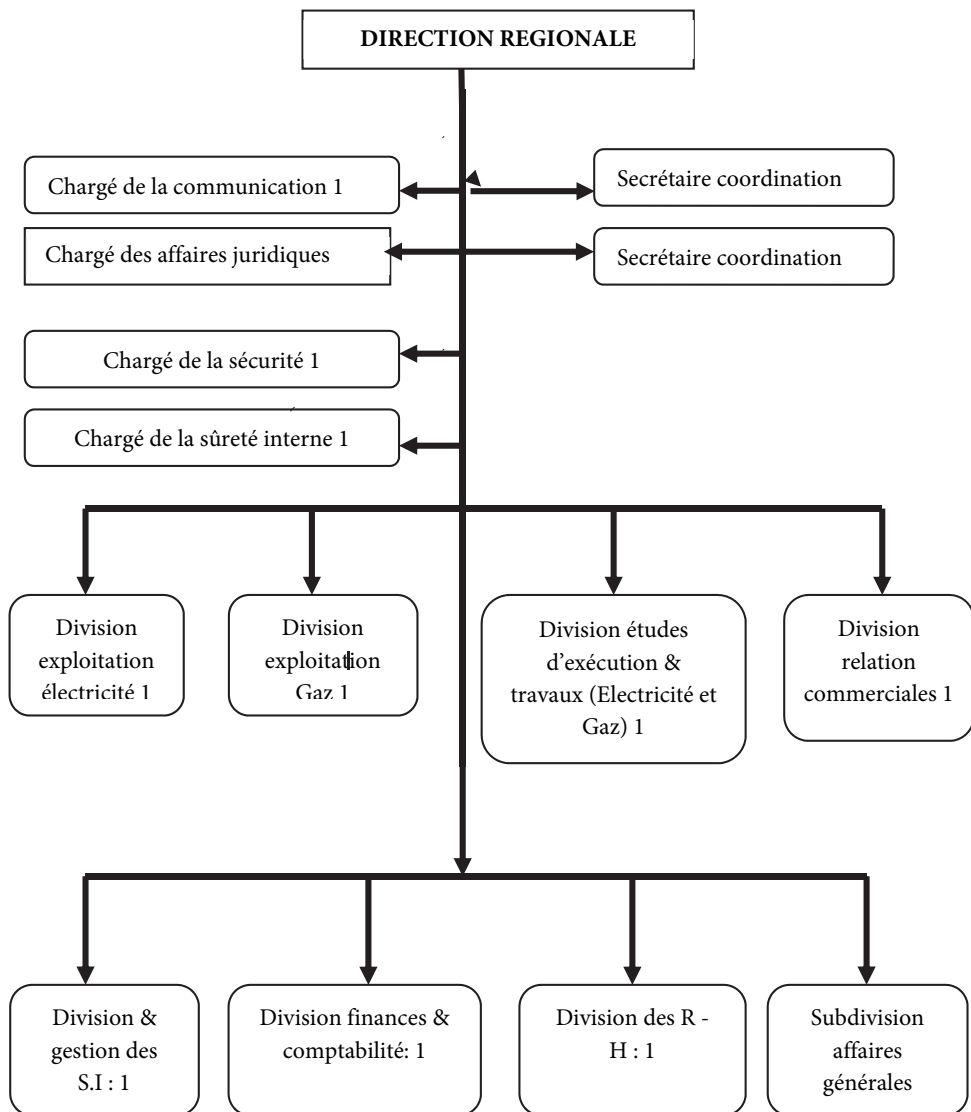 DIRECTION REGIONALE
Chargé de la communication 1
Secrétaire coordination
Chargé des affaires juridiques
Secrétaire coordination
Chargé de la sécurité 1
Chargé de la sûreté interne 1
Division
exploitation
électricité 1
Division
exploitation
Gaz 1
Division études
d'exécution &
travaux (Electricité et
Gaz) 1
Division
relation
commerciales 1
Division &
gestion des
S.I : 1
Division finances &
comptabilité: 1
Division des R -
H : 1
Subdivision
affaires
générales